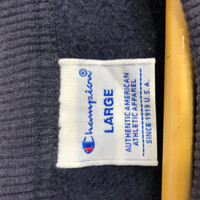 Champion
LARGE
AUTHENTIC AMERICAN
ATHLETIC APPAREL
SINCE 1919 U.S.A.